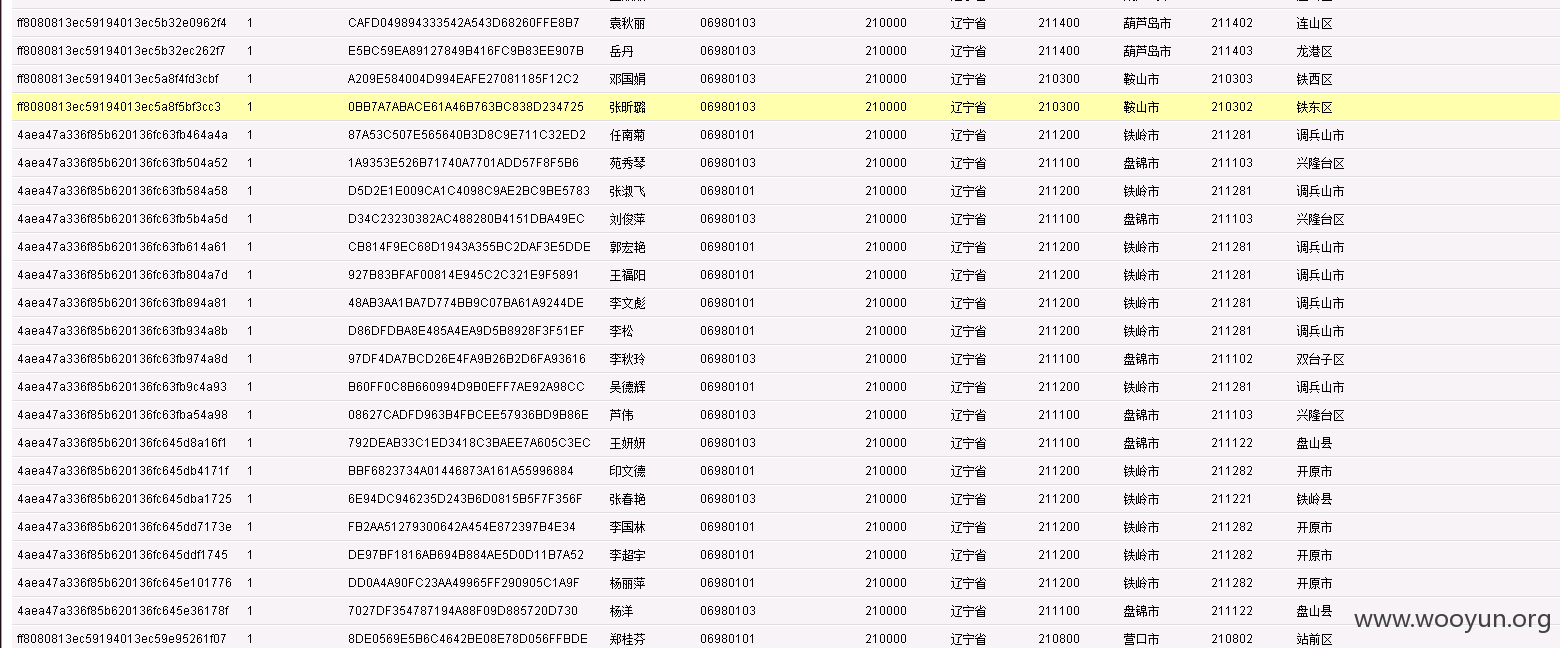 ff8080813ec59194013ec5b32e0962f4 1 CAFD049894333542A543D68260FFE8B7 袁秋丽 06980103 210000 辽宁省 211400 葫芦岛市 211402 连山区
ff8080813ec59194013ec5b32ec262f7 1 E5BC59EA89127849B416FC9B83EE907B 岳丹 06980103 210000 辽宁省 211400 葫芦岛市 211403 龙港区
ff8080813ec59194013ec5a8f4fd3cbf 1 A209E584004D994EAFE27081185F12C2 邓国娟 06980103 210000 辽宁省 210300 鞍山市 210303 铁西区
ff8080813ec59194013ec5a8f5bf3cc3 1 0BB7A7ABACE61A46B763BC838D234725 张昕璐 06980103 210000 辽宁省 210300 鞍山市 210302 铁东区
4aea47a336f85b620136fc63fb464a4a 1 87A53C507E565640B3D8C9E711C32ED2 任南菊 06980101 210000 辽宁省 211200 铁岭市 211281 调兵山市
4aea47a336f85b620136fc63fb504a52 1 1A9353E526B71740A7701ADD57F8F5B6 苑秀琴 06980103 210000 辽宁省 211100 盘锦市 211103 兴隆台区
4aea47a336f85b620136fc63fb584a58 1 D5D2E1E009CA1C4098C9AE2BC9BE5783 张淑飞 06980101 210000 辽宁省 211200 铁岭市 211281 调兵山市
4aea47a336f85b620136fc63fb5b4a5d 1 D34C23230382AC488280B4151DBA49EC 刘俊萍 06980103 210000 辽宁省 211100 盘锦市 211103 兴隆台区
4aea47a336f85b620136fc63fb614a61 1 CB814F9EC68D1943A355BC2DAF3E5DDE 郭宏艳 06980101 210000 辽宁省 211200 铁岭市 211281 调兵山市
4aea47a336f85b620136fc63fb804a7d 1 927B83BFAF00814E945C2C321E9F5891 王福阳 06980101 210000 辽宁省 211200 铁岭市 211281 调兵山市
4aea47a336f85b620136fc63fb894a81 1 48AB3AA1BA7D774BB9C07BA61A9244DE 李文彪 06980101 210000 辽宁省 211200 铁岭市 211281 调兵山市
4aea47a336f85b620136fc63fb934a8b 1 D86DFDBA8E485A4EA9D5B8928F3F51EF 李松 06980101 210000 辽宁省 211200 铁岭市 211281 调兵山市
4aea47a336f85b620136fc63fb974a8d 1 97DF4DA7BCD26E4FA9B26B2D6FA93616 李秋玲 06980103 210000 辽宁省 211100 盘锦市 211102 双台子区
4aea47a336f85b620136fc63fb9c4a93 1 B60FF0C8B660994D9B0EFF7AE92A98CC 吴德辉 06980101 210000 辽宁省 211200 铁岭市 211281 调兵山市
4aea47a336f85b620136fc63fba54a98 1 08627CADFD963B4FBCEE57936BD9B86E 芦伟 06980103 210000 辽宁省 211100 盘锦市 211103 兴隆台区
4aea47a336f85b620136fc645d8a16f1 1 792DEAB33C1ED3418C3BAEE7A605C3EC 王妍妍 06980103 210000 辽宁省 211100 盘锦市 211122 盘山县
4aea47a336f85b620136fc645db4171f 1 BBF6823734A01446873A161A55996884 印文德 06980101 210000 辽宁省 211200 铁岭市 211282 开原市
4aea47a336f85b620136fc645dba1725 1 6E94DC946235D243B6D0815B5F7F356F 张春艳 06980103 210000 辽宁省 211200 铁岭市 211221 铁岭县
4aea47a336f85b620136fc645dd7173e 1 FB2AA51279300642A454E872397B4E34 李国林 06980101 210000 辽宁省 211200 铁岭市 211282 开原市
4aea47a336f85b620136fc645ddf1745 1 DE97BF1816AB694B884AE5D0D11B7A52 李超宇 06980101 210000 辽宁省 211200 铁岭市 211282 开原市
4aea47a336f85b620136fc645e101776 1 DD0A4A90FC23AA49965FF290905C1A9F 杨丽萍 06980101 210000 辽宁省 211200 铁岭市 211282 开原市
4aea47a336f85b620136fc645e36178f 1 7027DF354787194A88F09D885720D730 杨洋 06980103 210000 辽宁省 211100 盘锦市 211122 盘山县
www.wooyun.org
ff8080813ec59194013ec59e95261f07 1 8DE0569E5B6C4642BE08E78D056FFBDE 郑桂芬 06980101 210000 辽宁省 210800 营口市 210802 站前区